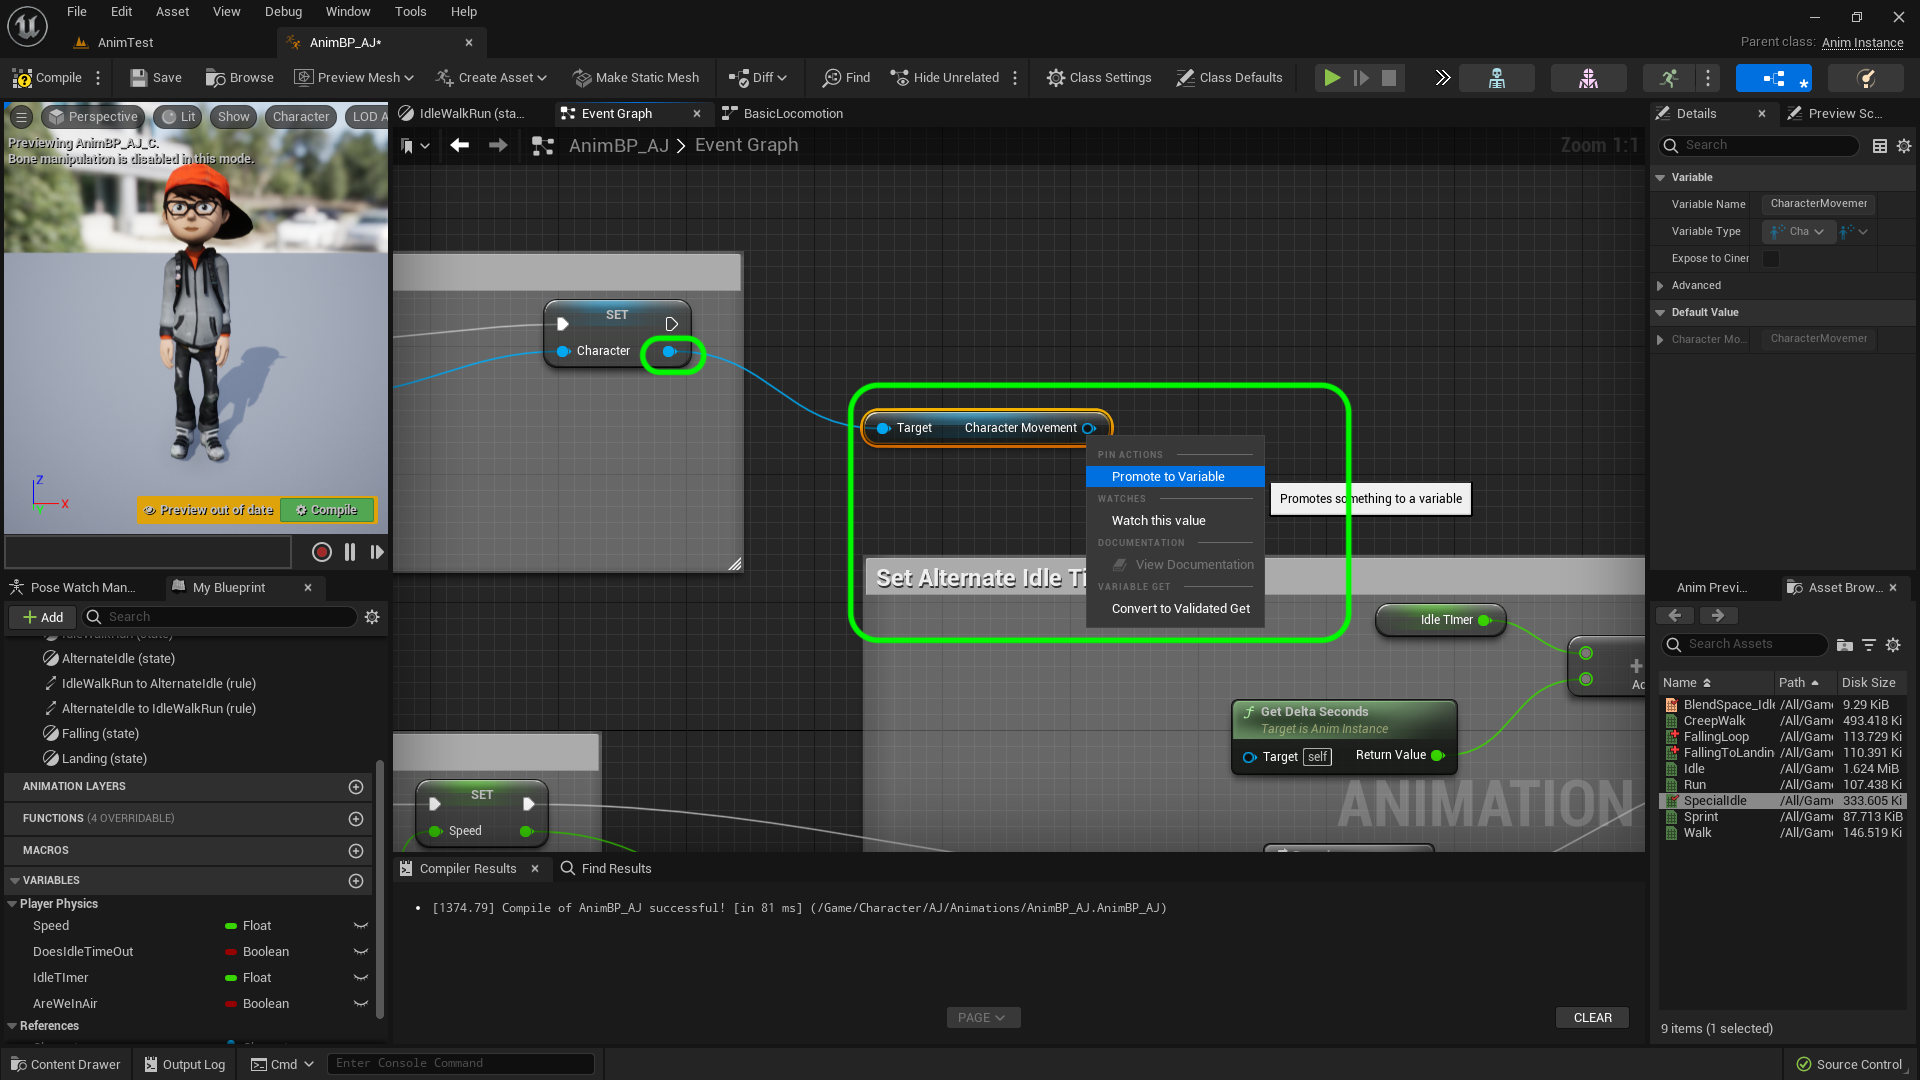 File Edit Asset View Debug Window Tools Help
AnimTest
AnimBP_AJ*
Parent class: Anim Instance
Compile
Save
Browse
Preview Mesh
Create Asset
Make Static Mesh
Diff
Find
Hide Unrelated
Class Settings
Class Defaults
Perspective
Lit
Show
Character
LOD A
Previewing AnimBP_AJ_C.
Bone manipulation is disabled in this mode.
Z
X
Preview out of date
Compile
IdleWalkRun (sta...
Event Graph
BasicLocomotion
AnimBP_AJ > Event Graph
Zoom 1:1
SET
Character
Target Character Movement
PIN ACTIONS
Promote to Variable
WATCHES
Watch this value
DOCUMENTATION
View Documentation
VARIABLE GET
Convert to Validated Get
Promotes something to a variable
Set Alternate Idle Ti
Idle TImer
Get Delta Seconds
Target is Anim Instance
Target self Return Value
ANIMATION
SET
Speed
Pose Watch Man...
My Blueprint
Add
Search
IdleWalkRun (state)
AlternateIdle (state)
IdleWalkRun to AlternateIdle (rule)
AlternateIdle to IdleWalkRun (rule)
Falling (state)
Landing (state)
ANIMATION LAYERS
FUNCTIONS (4 OVERRIDABLE)
MACROS
VARIABLES
Player Physics
Speed Float
DoesIdleTimeOut Boolean
IdleTImer Float
AreWeInAir Boolean
References
Compiler Results
Find Results
[1374.79] Compile of AnimBP_AJ successful! [in 81 ms] (/Game/Character/AJ/Animations/AnimBP_AJ.AnimBP_AJ)
PAGE
CLEAR
Details
Preview Sc...
Search
Variable
Variable Name CharacterMovemer
Variable Type Cha
Expose to Ciner
Advanced
Default Value
Character Mo... CharacterMovemer
Anim Previ...
Asset Brow...
Search Assets
Name Path Disk Size
BlendSpace_Idle /All/Game 9.29 KiB
CreepWalk /All/Game 493.418 Ki
FallingLoop /All/Game 113.729 Ki
FallingToLanding /All/Game 110.391 Ki
Idle /All/Game 1.624 MiB
Run /All/Game 107.438 Ki
SpecialIdle /All/Game 333.605 Ki
Sprint /All/Game 87.713 KiB
Walk /All/Game 146.519 Ki
9 items (1 selected)
Content Drawer
Output Log
Cmd
Enter Console Command
Source Control